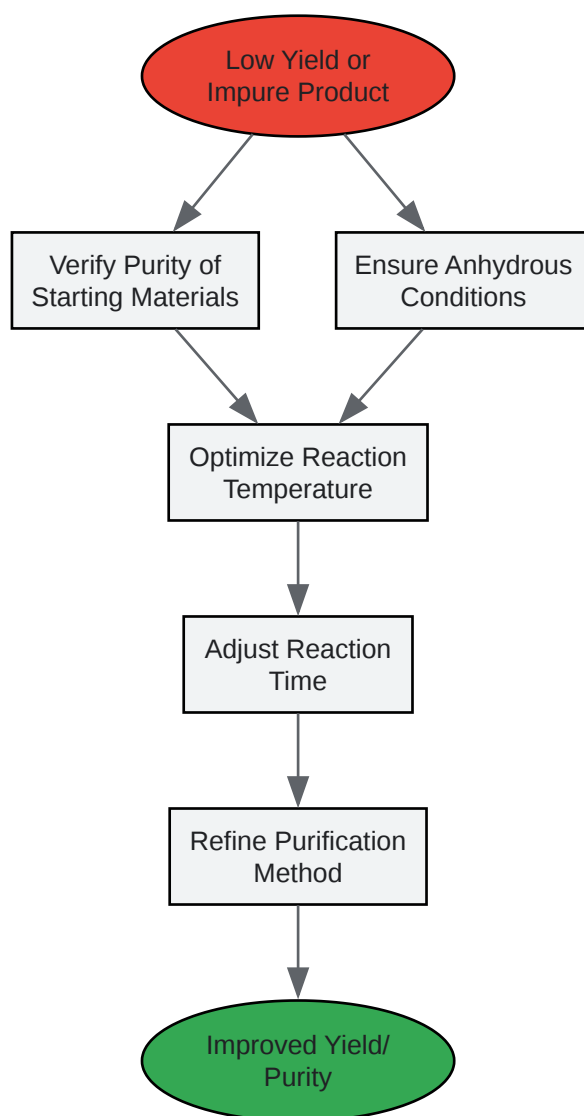 Low Yield or
Impure Product
Verify Purity of
Starting Materials
Ensure Anhydrous
Conditions
Optimize Reaction
Temperature
Adjust Reaction
Time
Refine Purification
Method
Improved Yield/
Purity